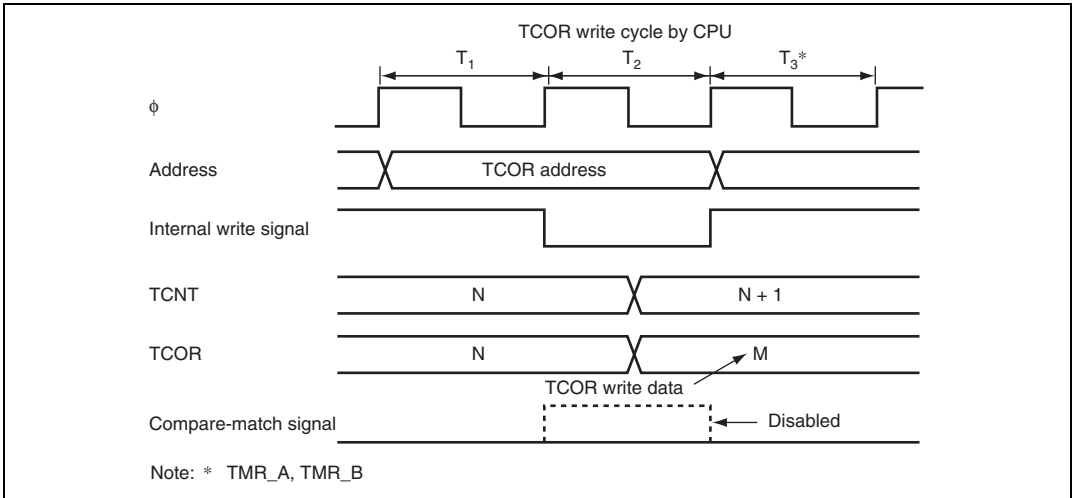 TCOR write cycle by CPU
T₁ T₂ T₃*
ϕ
Address TCOR address
Internal write signal
TCNT N N + 1
TCOR N M
TCOR write data
Compare-match signal Disabled
Note: * TMR_A, TMR_B